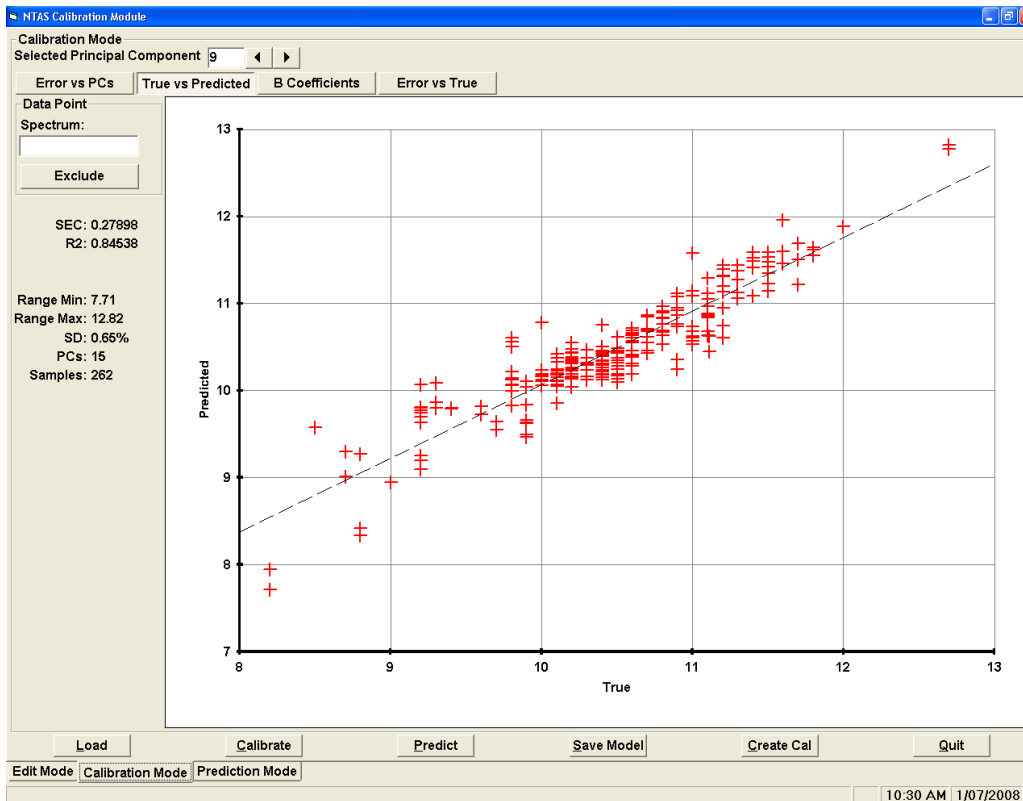 NTAS Calibration Module
Calibration Mode
Selected Principal Component 9
Error vs PCs True vs Predicted B Coefficients Error vs True
Data Point
Spectrum:
Exclude
SEC: 0.27898
R2: 0.84538
Range Min: 7.71
Range Max: 12.82
SD: 0.65%
PCs: 15
Samples: 262
13
12
11
10
9
8
7
Predicted
8 9 10 11 12 13
True
Load Calibrate Predict Save Model Create Cal Quit
Edit Mode Calibration Mode Prediction Mode
10:30 AM 1/07/2008